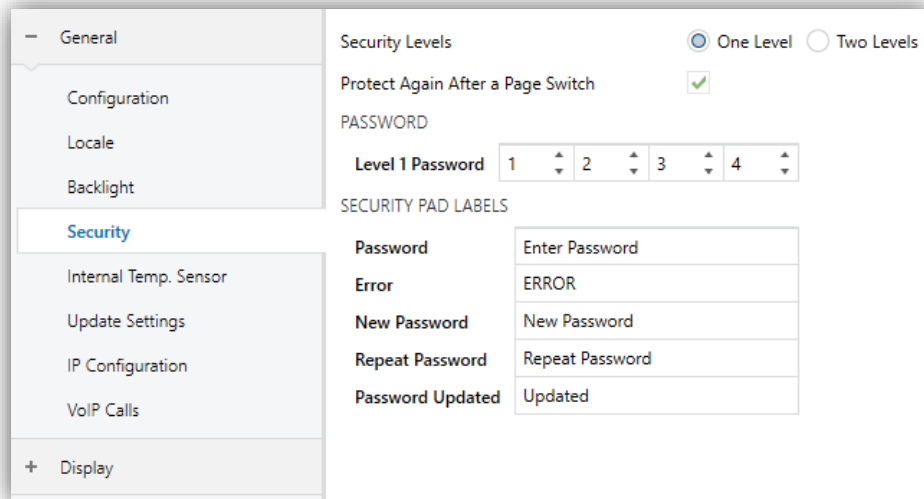 General
Configuration
Locale
Backlight
Security
Internal Temp. Sensor
Update Settings
IP Configuration
VoIP Calls
Display
Security Levels One Level Two Levels
Protect Again After a Page Switch
PASSWORD
Level 1 Password 1 2 3 4
SECURITY PAD LABELS
Password Enter Password
Error ERROR
New Password New Password
Repeat Password Repeat Password
Password Updated Updated